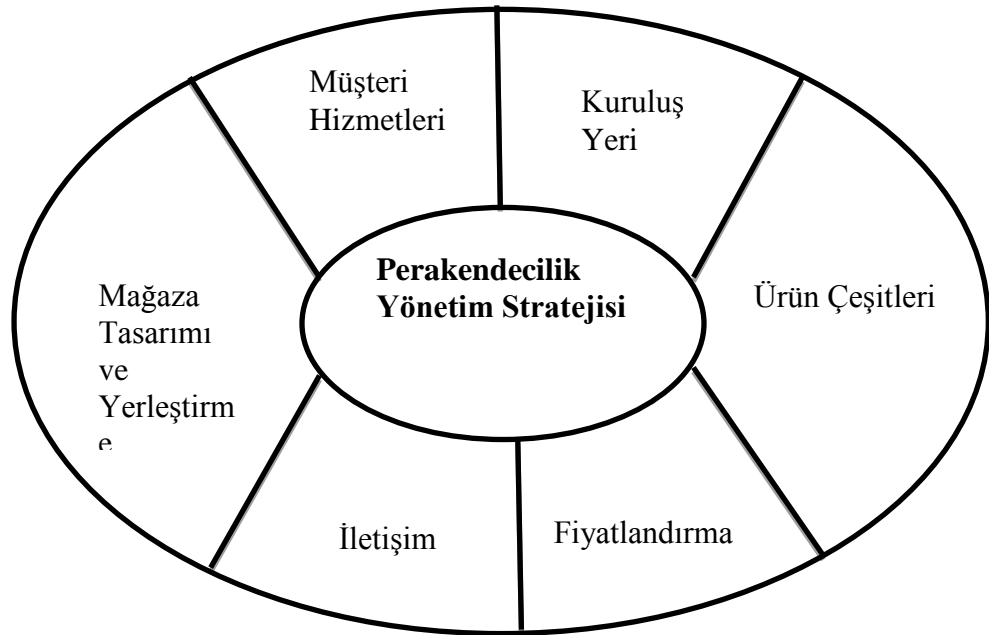 Müşteri
Hizmetleri
Kuruluş
Yeri
Perakendecilik
Yönetim Stratejisi
Ürün Çeşitleri
Mağaza
Tasarımı
ve
Yerleştirm
e
İletişim
Fiyatlandırma